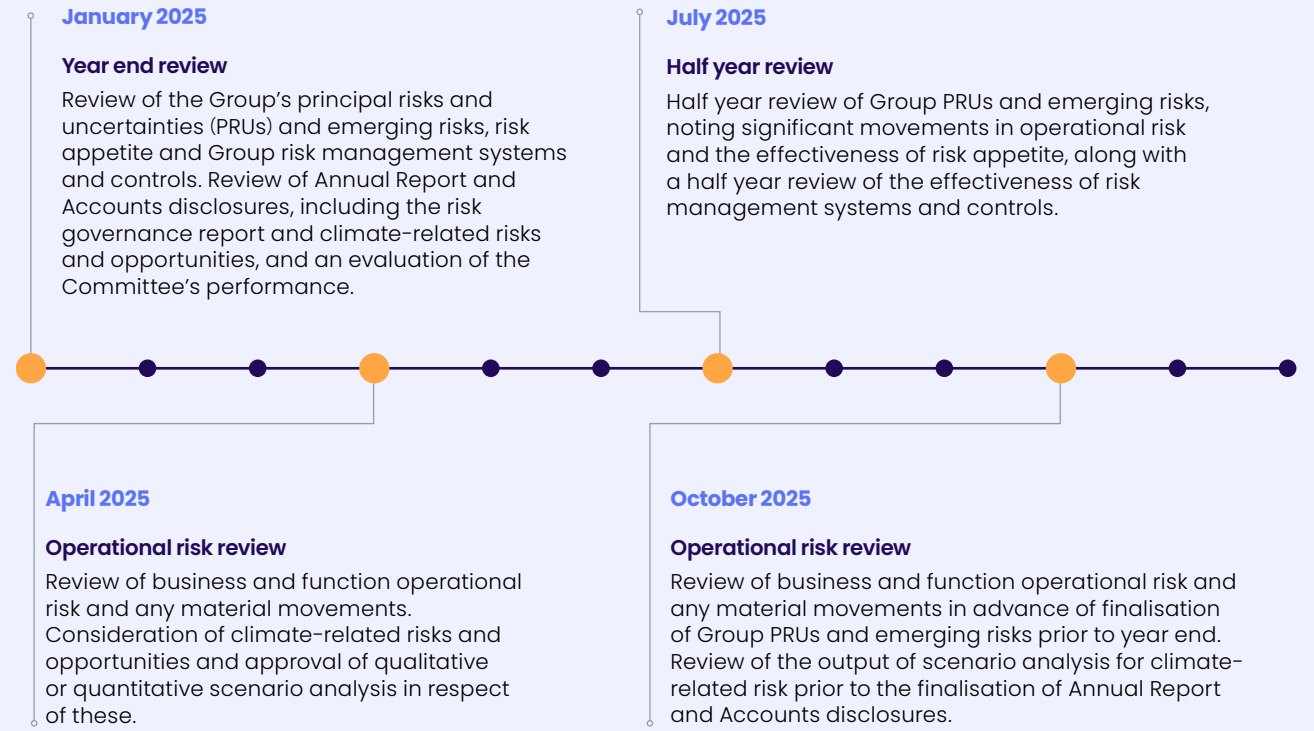 January 2025
Year end review
Review of the Group’s principal risks and
uncertainties (PRUs) and emerging risks, risk
appetite and Group risk management systems
and controls. Review of Annual Report and
Accounts disclosures, including the risk
governance report and climate-related risks
and opportunities, and an evaluation of the
Committee’s performance.
July 2025
Half year review
Half year review of Group PRUs and emerging risks,
noting significant movements in operational risk
and the effectiveness of risk appetite, along with
a half year review of the effectiveness of risk
management systems and controls.
April 2025
Operational risk review
Review of business and function operational
risk and any material movements.
Consideration of climate-related risks and
opportunities and approval of qualitative
or quantitative scenario analysis in respect
of these.
October 2025
Operational risk review
Review of business and function operational risk and
any material movements in advance of finalisation
of Group PRUs and emerging risks prior to year end.
Review of the output of scenario analysis for climate-
related risk prior to the finalisation of Annual Report
and Accounts disclosures.